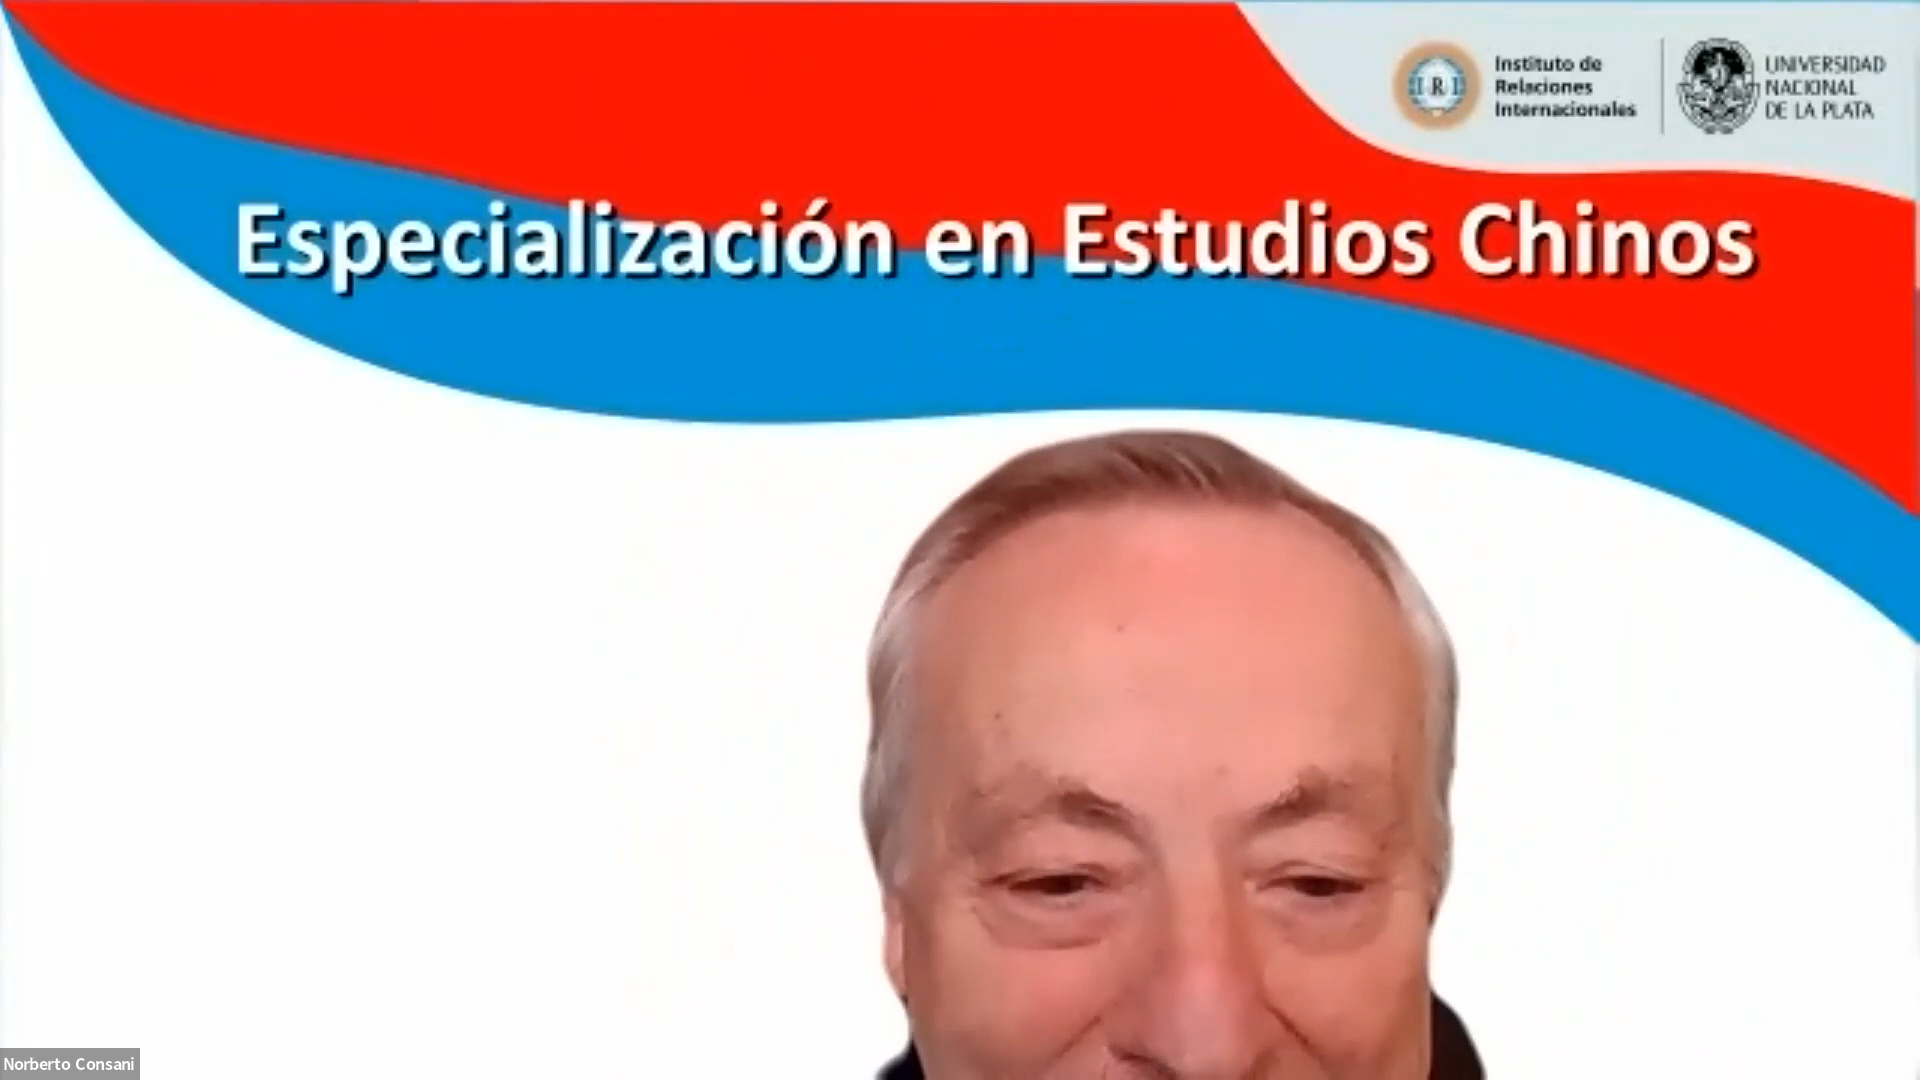 I R I
Instituto de
Relaciones
Internacionales
UNIVERSIDAD
NACIONAL
DE LA PLATA
Especialización en Estudios Chinos
Norberto Consani